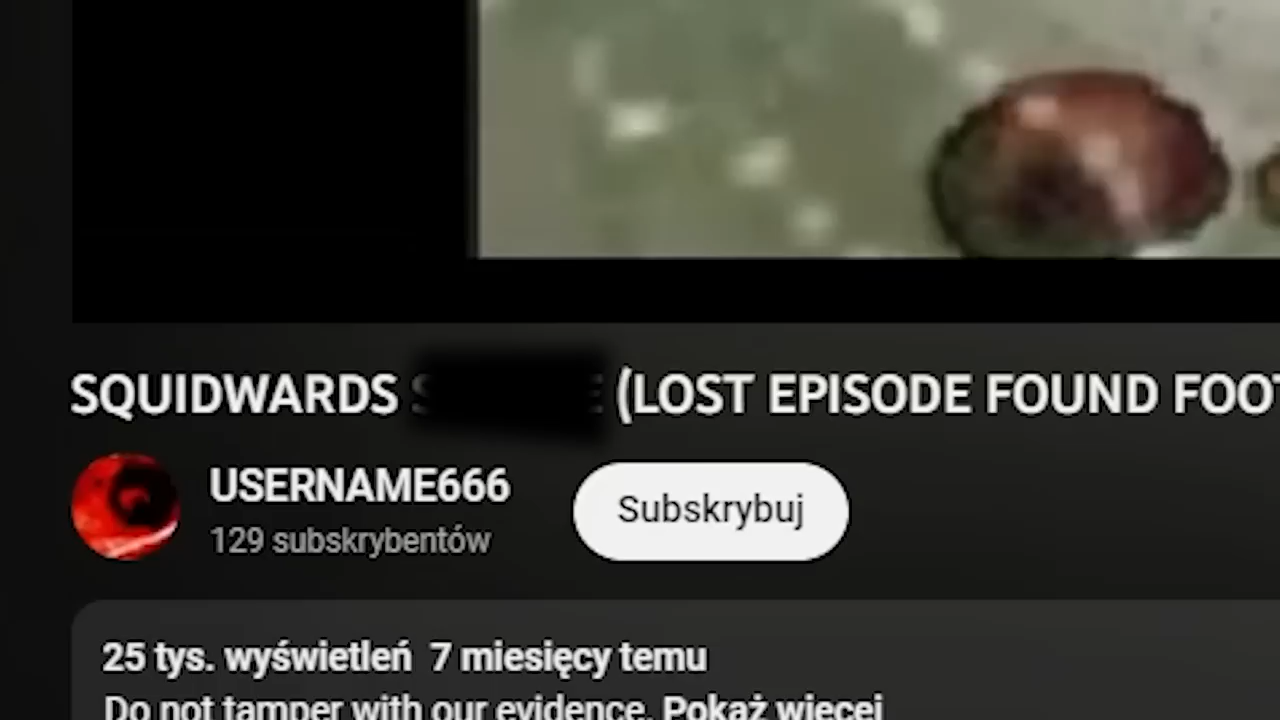 SQUIDWARDS (LOST EPISODE FOUND
USERNAME666
Subskrybuj
129 subskrybentów
25 tys. wyświetleń 7 miesięcy temu
Do not tamper with our evidence. Pokaż więcej